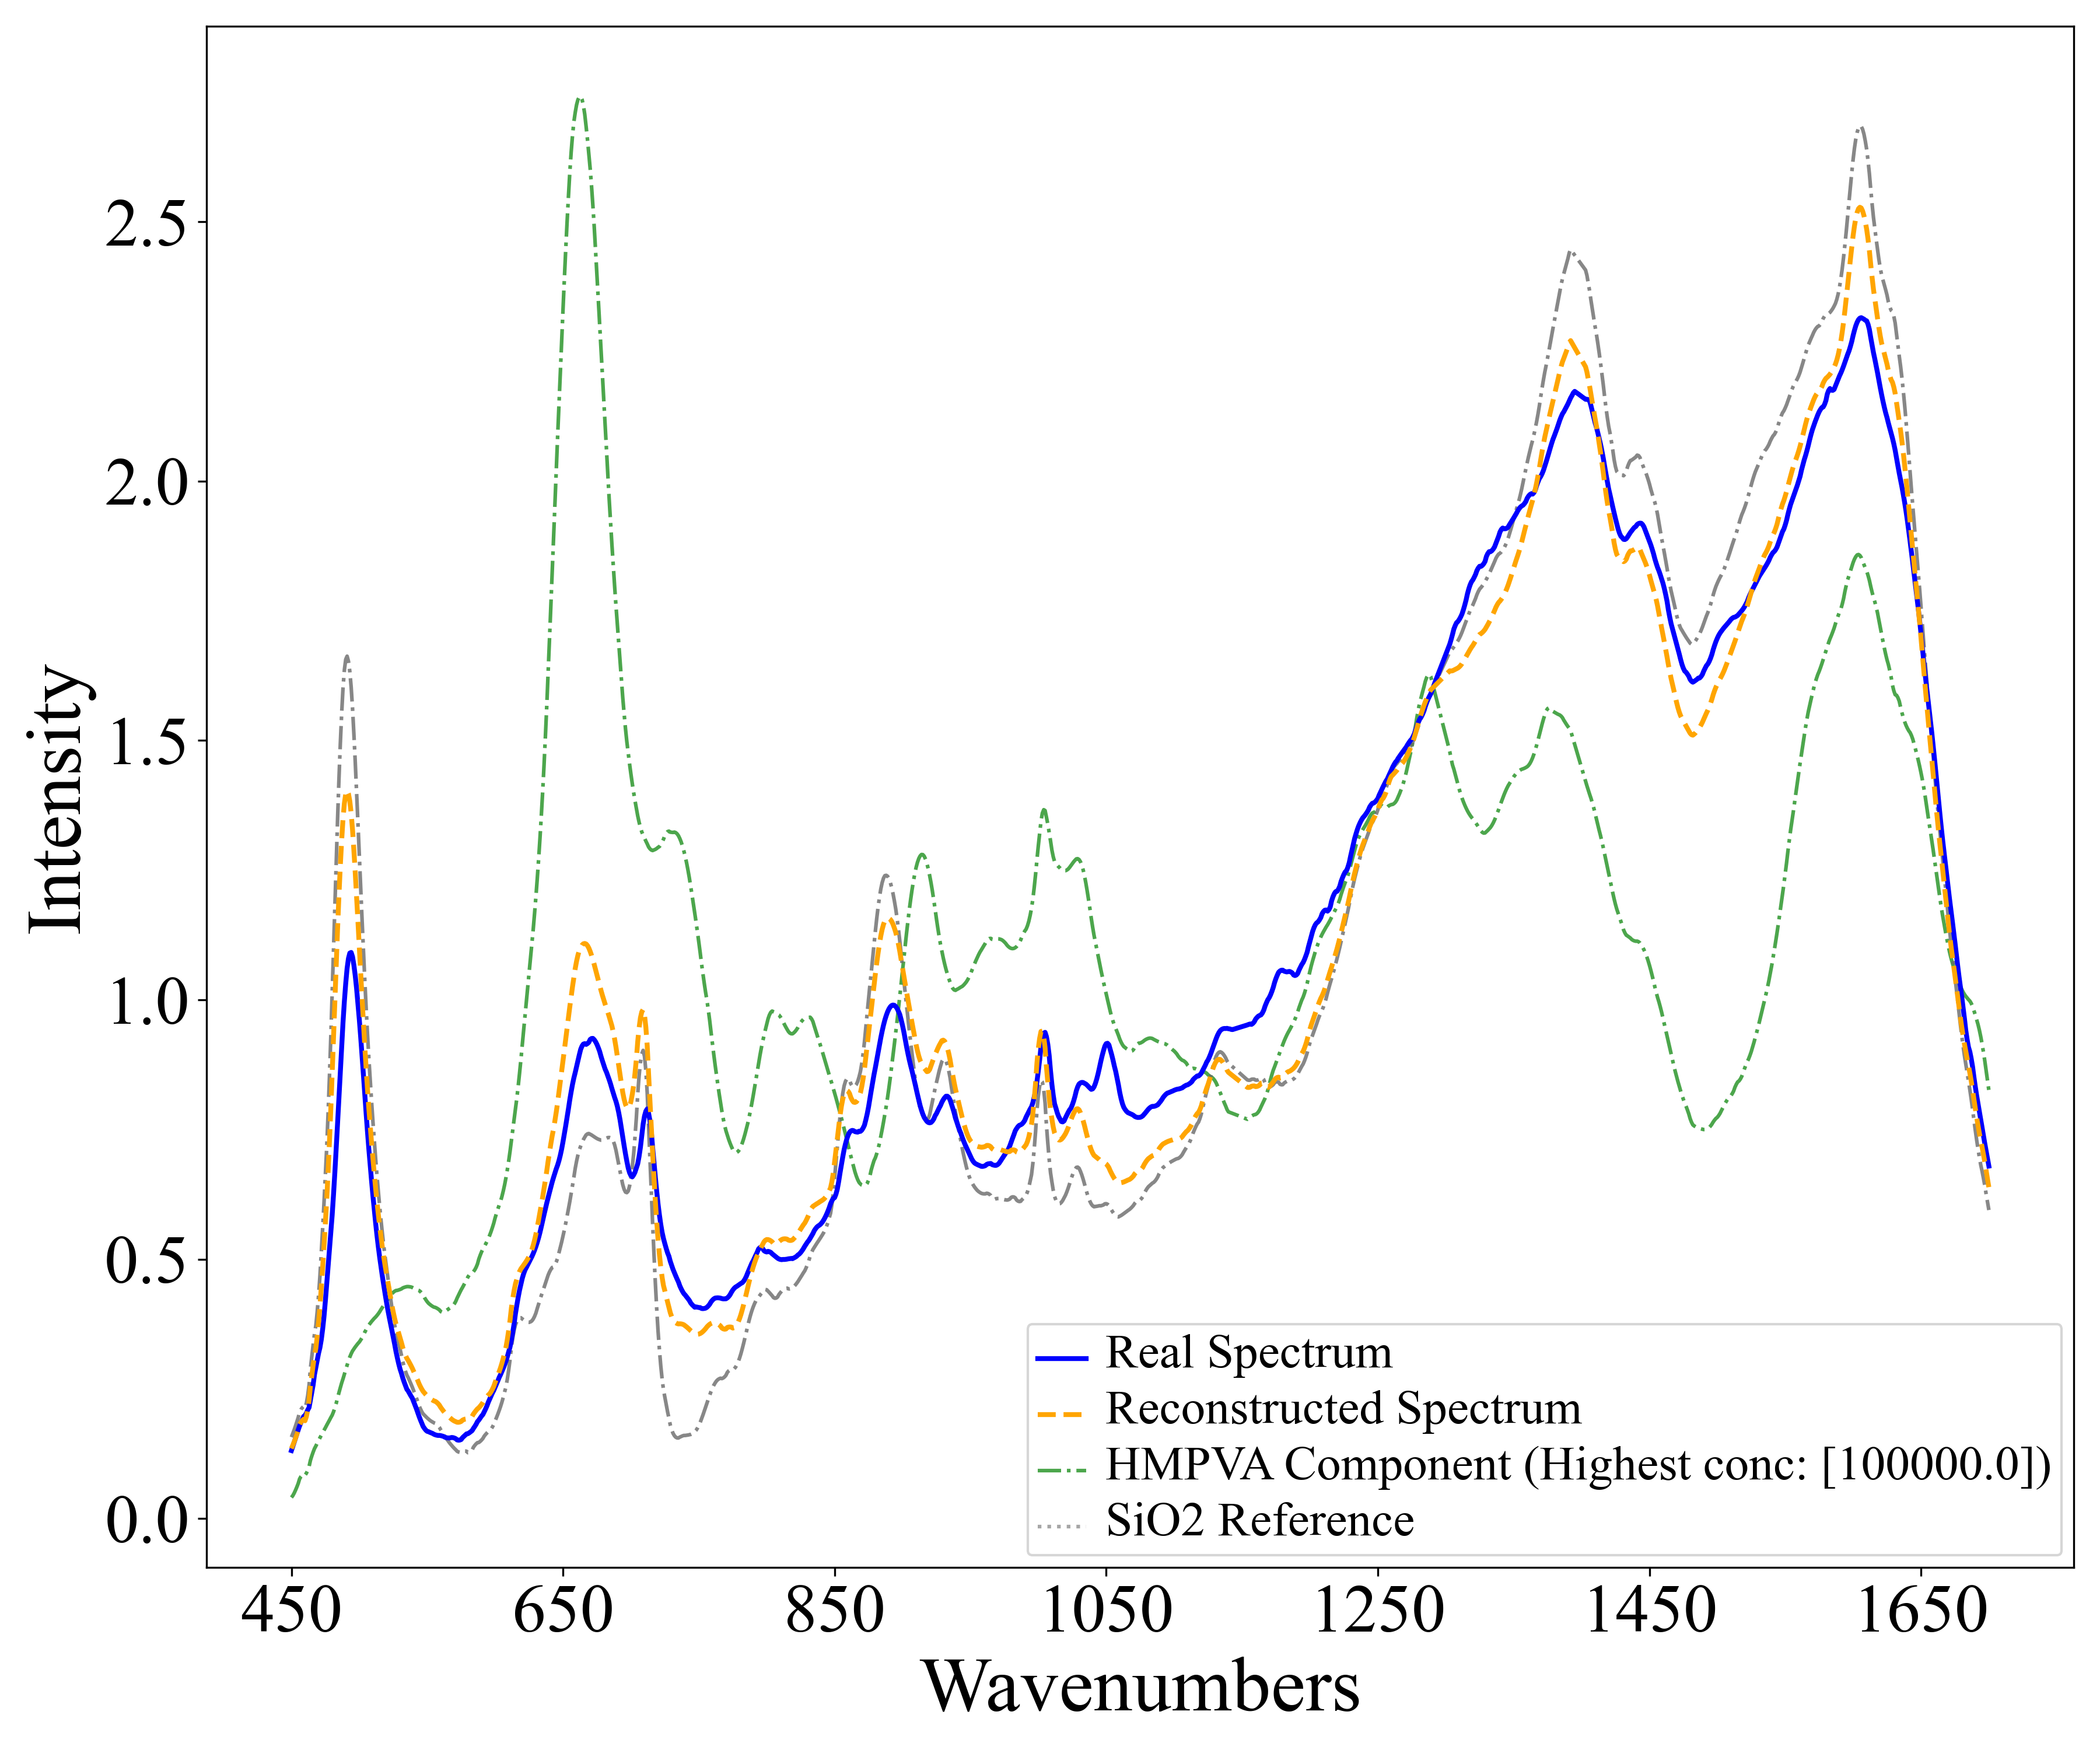 Intensity
2.5
2.0
1.5
1.0
0.5
0.0
450 650 850 1050 1250 1450 1650
Wavenumbers
Real Spectrum
Reconstructed Spectrum
HMPVA Component (Highest conc: [100000.0])
SiO2 Reference